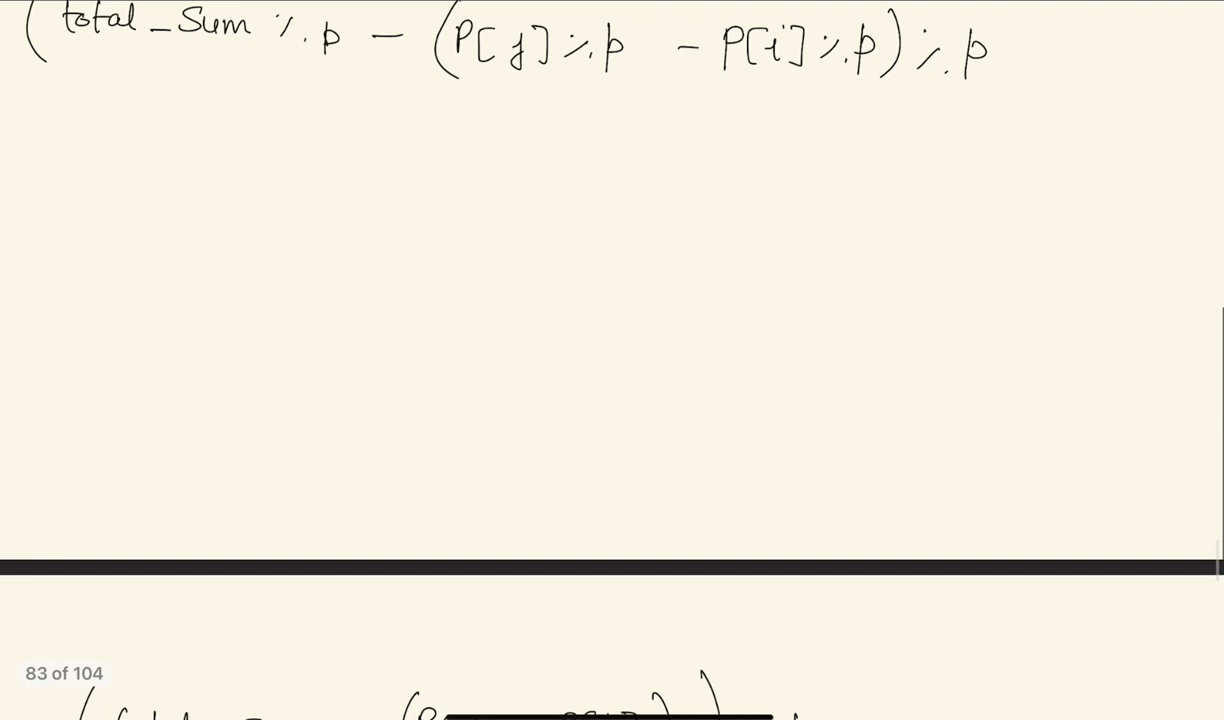 ( total_Sum % p - (P[j] % p - P[i] % p) % p
83 of 104